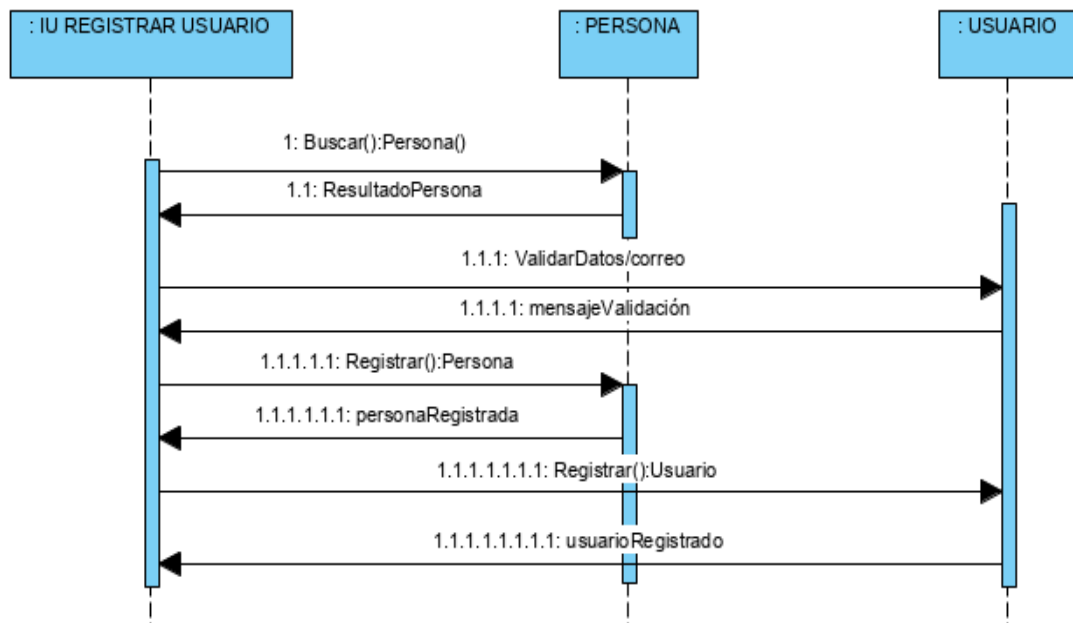 : IU REGISTRAR USUARIO
: PERSONA
: USUARIO
1: Buscar():Persona()
1.1: ResultadoPersona
1.1.1: ValidarDatos/correo
1.1.1.1: mensajeValidación
1.1.1.1.1: Registrar():Persona
1.1.1.1.1.1: personaRegistrada
1.1.1.1.1.1.1: Registrar():Usuario
1.1.1.1.1.1.1.1: usuarioRegistrado